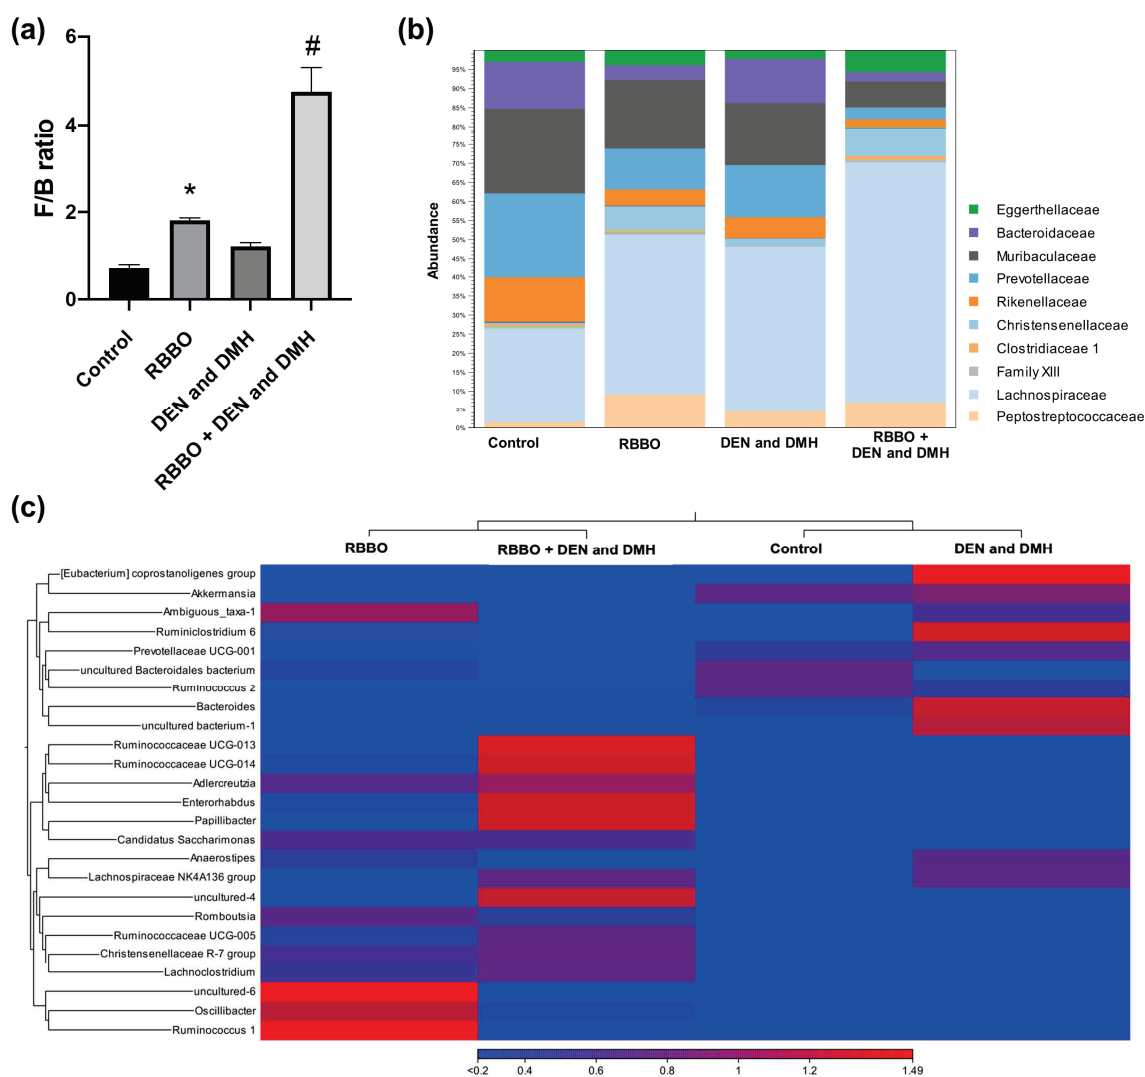 (a)
6
4
2
0
F/B ratio
*
#
Control
RBBO
DEN and DMH
RBBO + DEN and DMH
(b)
Abundance
95%
90%
85%
80%
75%
70%
65%
60%
55%
50%
45%
40%
35%
30%
25%
20%
15%
10%
5%
0%
Control
RBBO
DEN and DMH
RBBO +
DEN and DMH
Eggerthellaceae
Bacteroidaceae
Muribaculaceae
Prevotellaceae
Rikenellaceae
Christensenellaceae
Clostridiaceae 1
Family XIII
Lachnospiraceae
Peptostreptococcaceae
(c)
RBBO
RBBO + DEN and DMH
Control
DEN and DMH
[Eubacterium] coprostanoligenes group
Akkermansia
Ambiguous_taxa-1
Ruminiclostridium 6
Prevotellaceae UCG-001
uncultured Bacteroidales bacterium
Ruminococcus 2
Bacteroides
uncultured bacterium-1
Ruminococcaceae UCG-013
Ruminococcaceae UCG-014
Adlercreutzia
Enterorhabdus
Papillibacter
Candidatus Saccharimonas
Anaerostipes
Lachnospiraceae NK4A136 group
uncultured-4
Romboutsia
Ruminococcaceae UCG-005
Christensenellaceae R-7 group
Lachnoclostridium
uncultured-6
Oscillibacter
Ruminococcus 1
<0.2
0.4
0.6
0.8
1
1.2
1.49